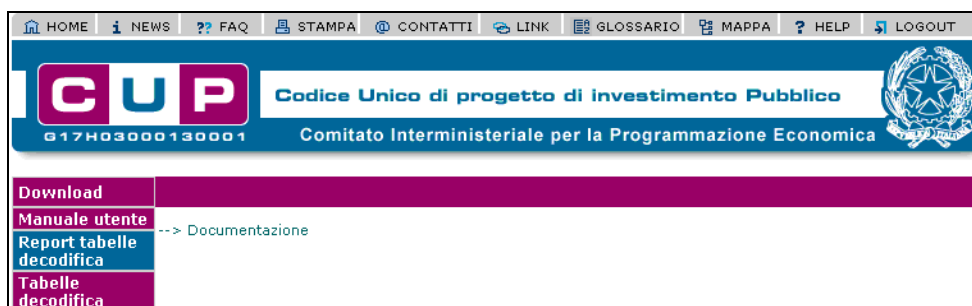 HOME i NEWS ?? FAQ STAMPA @ CONTATTI LINK GLOSSARIO MAPPA ? HELP LOGOUT
CUP
Codice Unico di progetto di investimento Pubblico
G17H03000130001
Comitato Interministeriale per la Programmazione Economica
Download
Manuale utente
--> Documentazione
Report tabelle
decodifica
Tabelle
decodifica